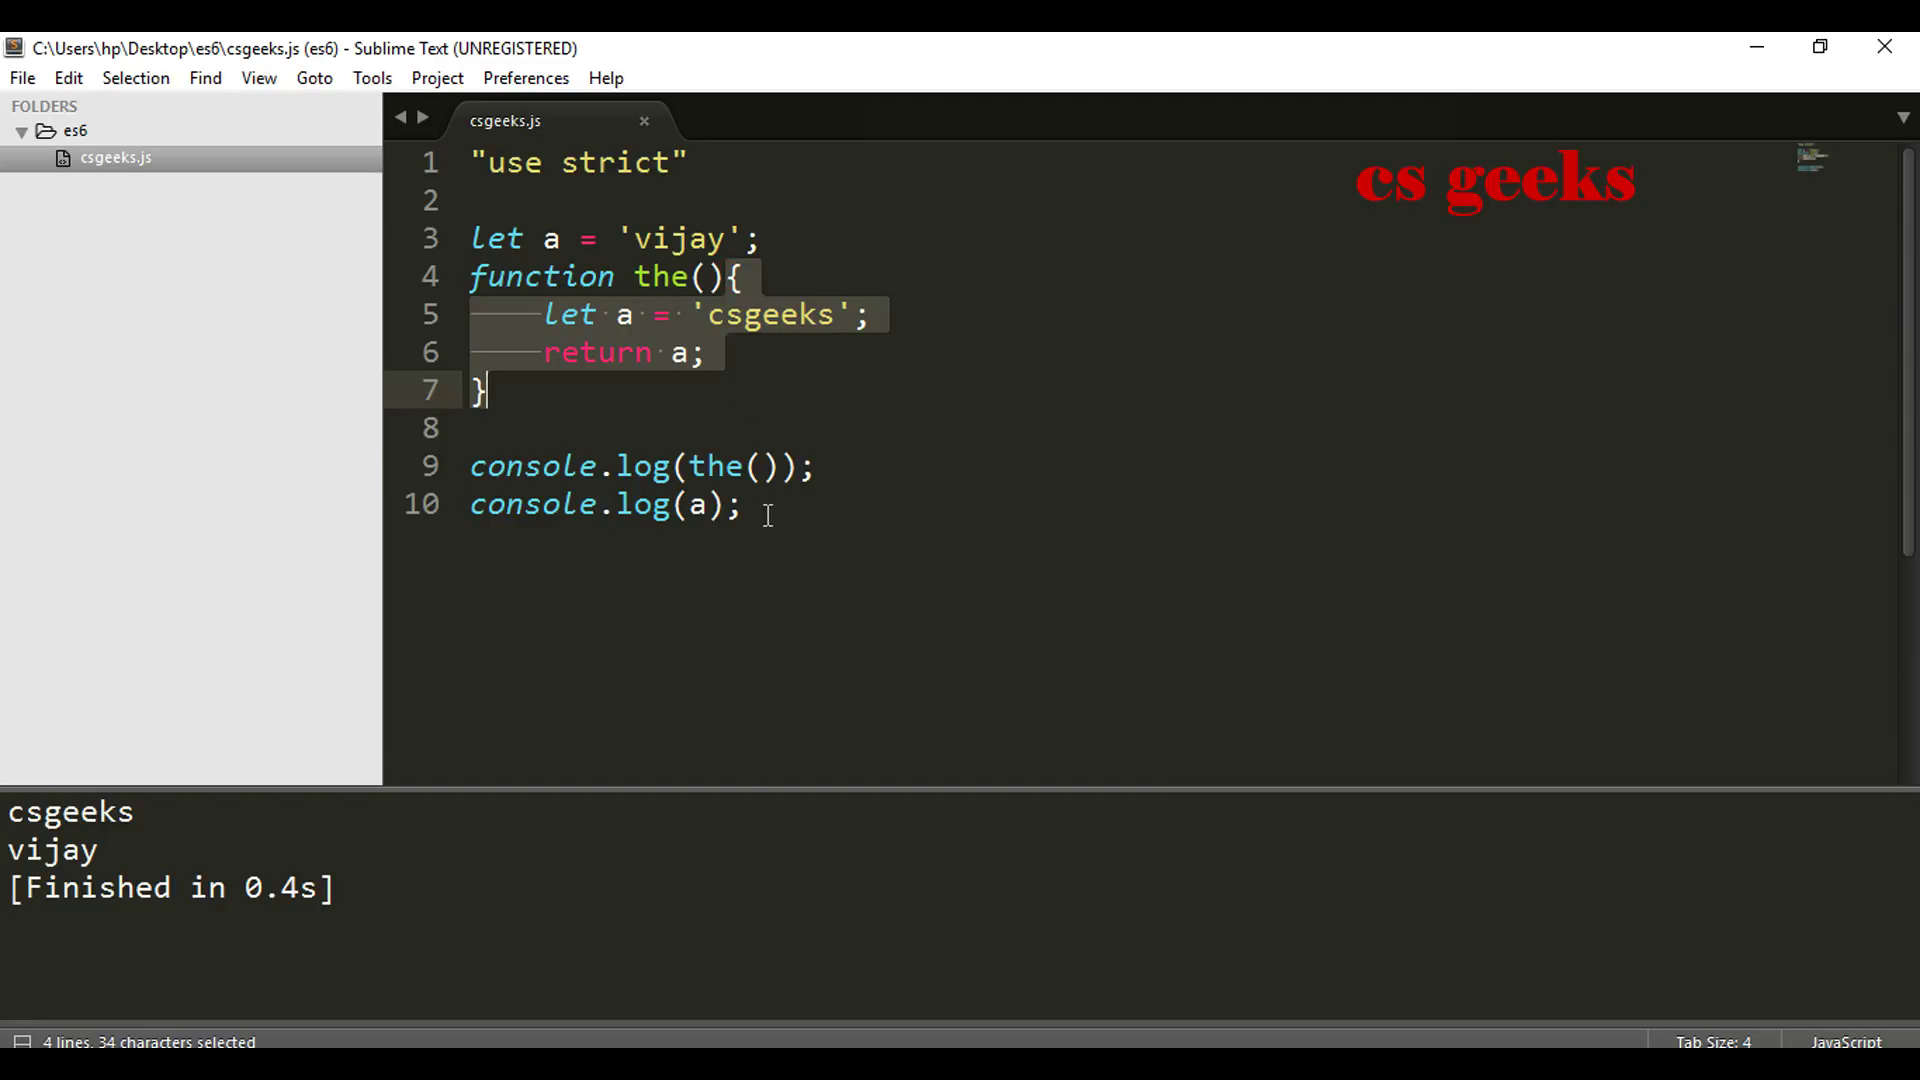 C:\Users\hp\Desktop\es6\csgeeks.js (es6) - Sublime Text (UNREGISTERED)
File Edit Selection Find View Goto Tools Project Preferences Help
FOLDERS
es6
csgeeks.js
csgeeks.js
cs geeks
1 "use strict"
2
3 let a = 'vijay';
4 function the(){
5 let a = 'csgeeks';
6 return a;
7 }
8
9 console.log(the());
10 console.log(a);
csgeeks
vijay
[Finished in 0.4s]
4 lines, 34 characters selected Tab Size: 4 JavaScript